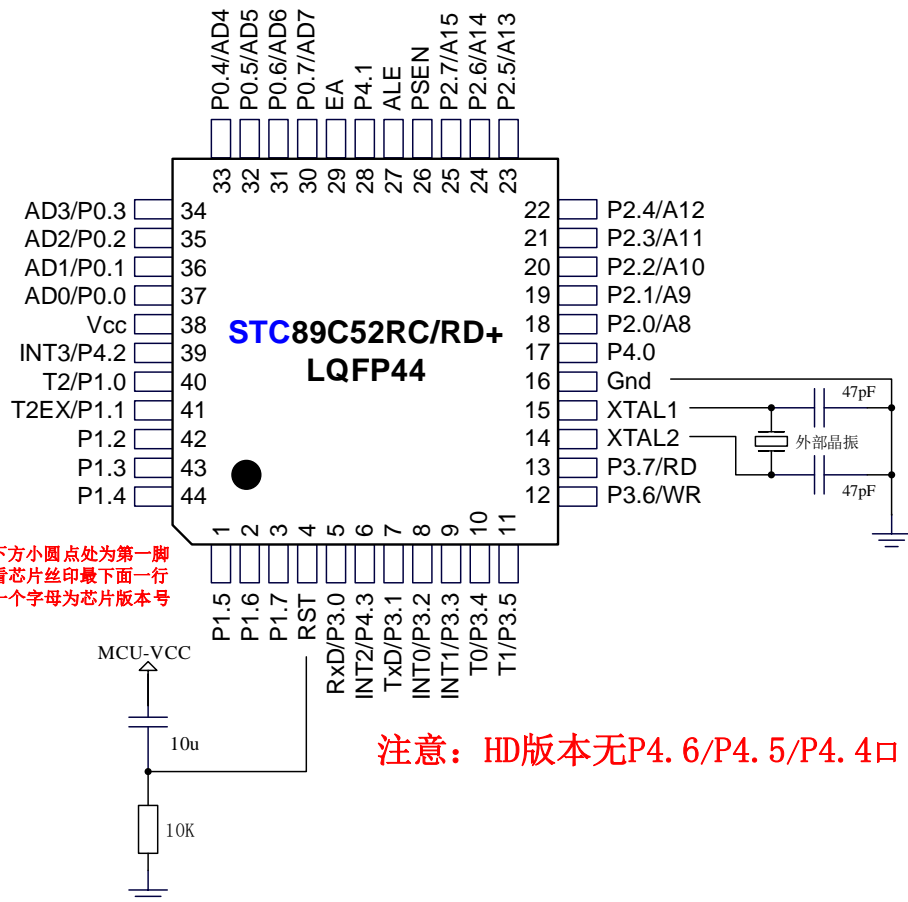 P0.4/AD4
P0.5/AD5
P0.6/AD6
P0.7/AD7
EA
P4.1
ALE
PSEN
P2.7/A15
P2.6/A14
P2.5/A13
33
32
31
30
29
28
27
26
25
24
23
AD3/P0.3
34
AD2/P0.2
35
AD1/P0.1
36
AD0/P0.0
37
Vcc
38
INT3/P4.2
39
T2/P1.0
40
T2EX/P1.1
41
P1.2
42
P1.3
43
P1.4
44
STC89C52RC/RD+
LQFP44
22
P2.4/A12
21
P2.3/A11
20
P2.2/A10
19
P2.1/A9
18
P2.0/A8
17
P4.0
16
Gnd
15
XTAL1
14
XTAL2
13
P3.7/RD
12
P3.6/WR
47pF
外部晶振
47pF
1
2
3
4
5
6
7
8
9
10
11
P1.5
P1.6
P1.7
RST
RxD/P3.0
INT2/P4.3
TxD/P3.1
INT0/P3.2
INT1/P3.3
T0/P3.4
T1/P3.5
下方小圆点处为第一脚
看芯片丝印最下面一行
一个字母为芯片版本号
MCU-VCC
10u
10K
注意：HD版本无P4.6/P4.5/P4.4口